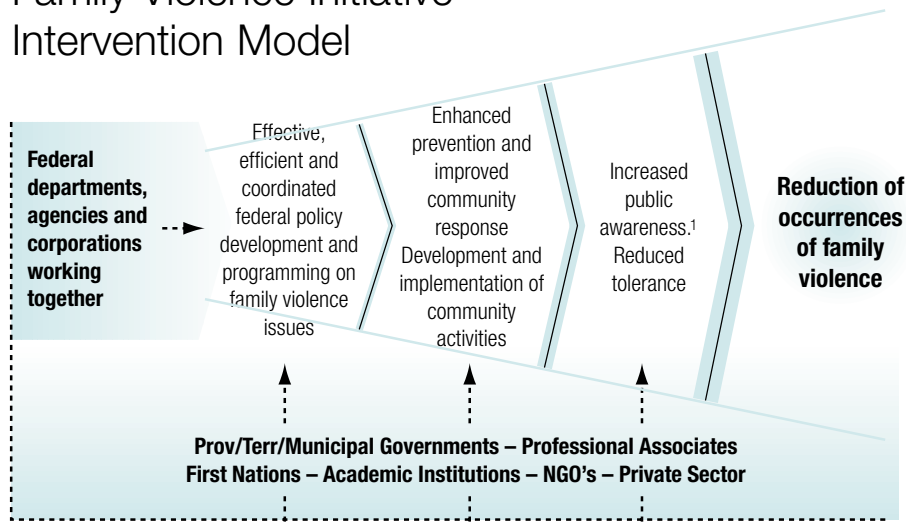 Family Violence Initiative
Intervention Model
Federal
departments,
agencies and
corporations
working
together
Effective,
efficient and
coordinated
federal policy
development and
programming on
family violence
issues
Enhanced
prevention and
improved
community
response
Development and
implementation of
community
activities
Increased
public
awareness.¹
Reduced
tolerance
Reduction of
occurrences
of family
violence
Prov/Terr/Municipal Governments – Professional Associates
First Nations – Academic Institutions – NGO's – Private Sector